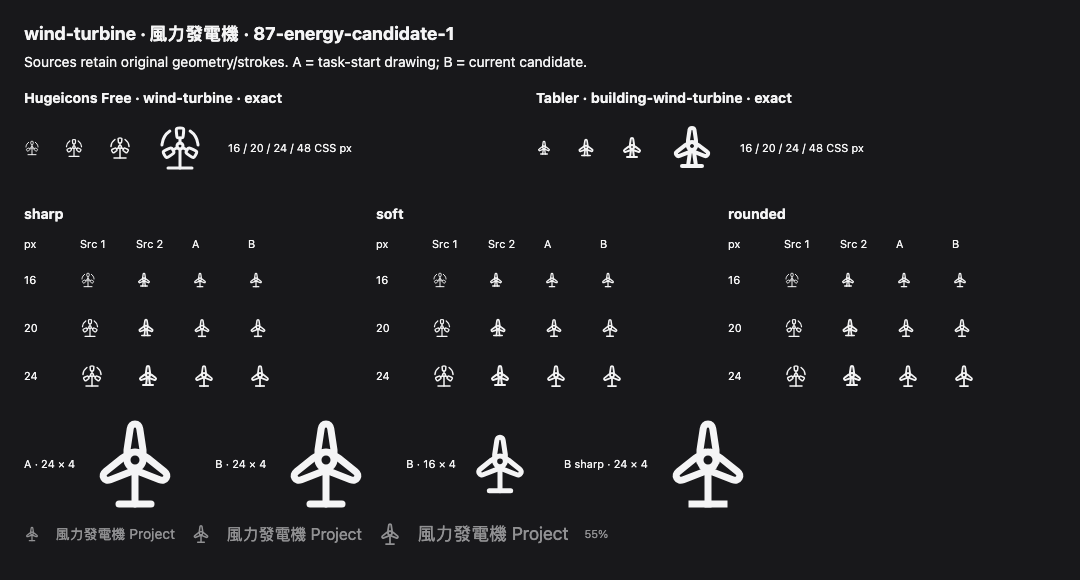 wind-turbine · 風力發電機 · 87-energy-candidate-1
Sources retain original geometry/strokes. A = task-start drawing; B = current candidate.
Hugeicons Free · wind-turbine · exact
Tabler · building-wind-turbine · exact
16 / 20 / 24 / 48 CSS px
16 / 20 / 24 / 48 CSS px
sharp
soft
rounded
px Src 1 Src 2 A B
px Src 1 Src 2 A B
px Src 1 Src 2 A B
16
16
16
20
20
20
24
24
24
A · 24 × 4
B · 24 × 4
B · 16 × 4
B sharp · 24 × 4
風力發電機 Project
風力發電機 Project
風力發電機 Project
55%